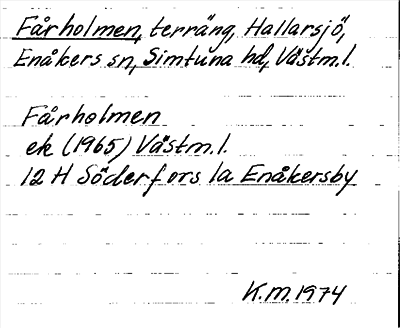 Fårholmen, terräng, Hallarsjö,
Enåkers sn, Simtuna hd, Västm.l.
Fårholmen
ek (1965) Västm.l.
12 H Söderfors 1a Enåkersby
K.M. 1974